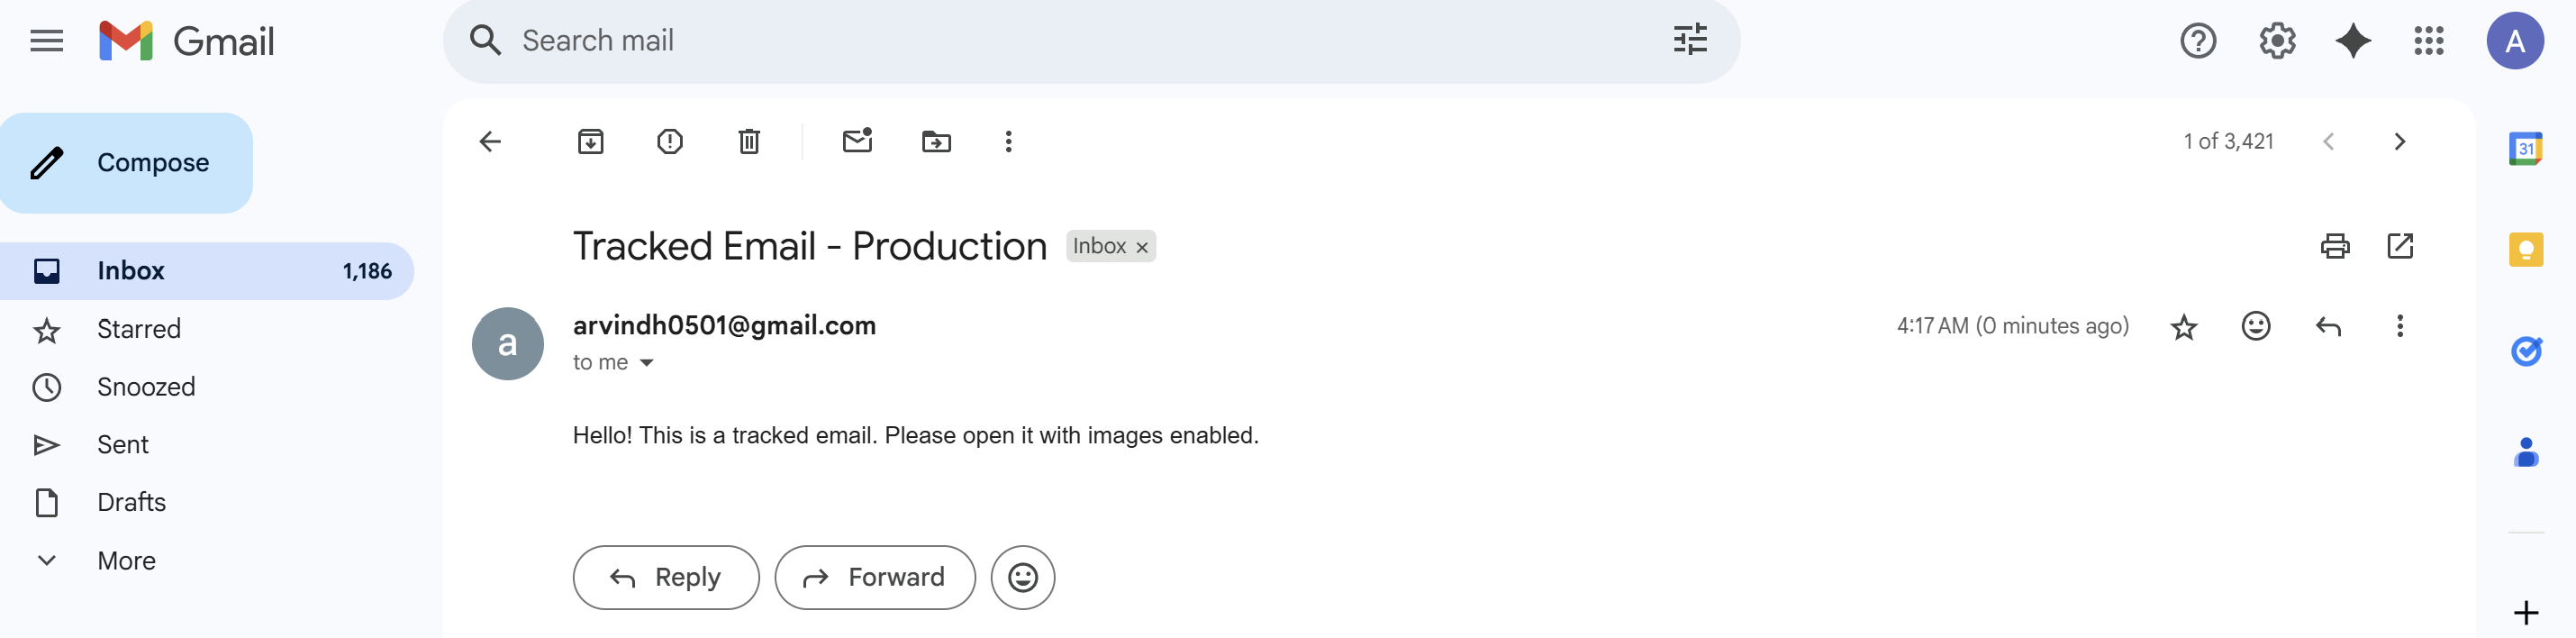 Gmail
Search mail
Compose
1 of 3,421
31
Tracked Email - Production Inbox ×
Inbox 1,186
Starred
Snoozed
Sent
Drafts
More
a arvindh0501@gmail.com 4:17 AM (0 minutes ago)
to me
Hello! This is a tracked email. Please open it with images enabled.
Reply Forward
A